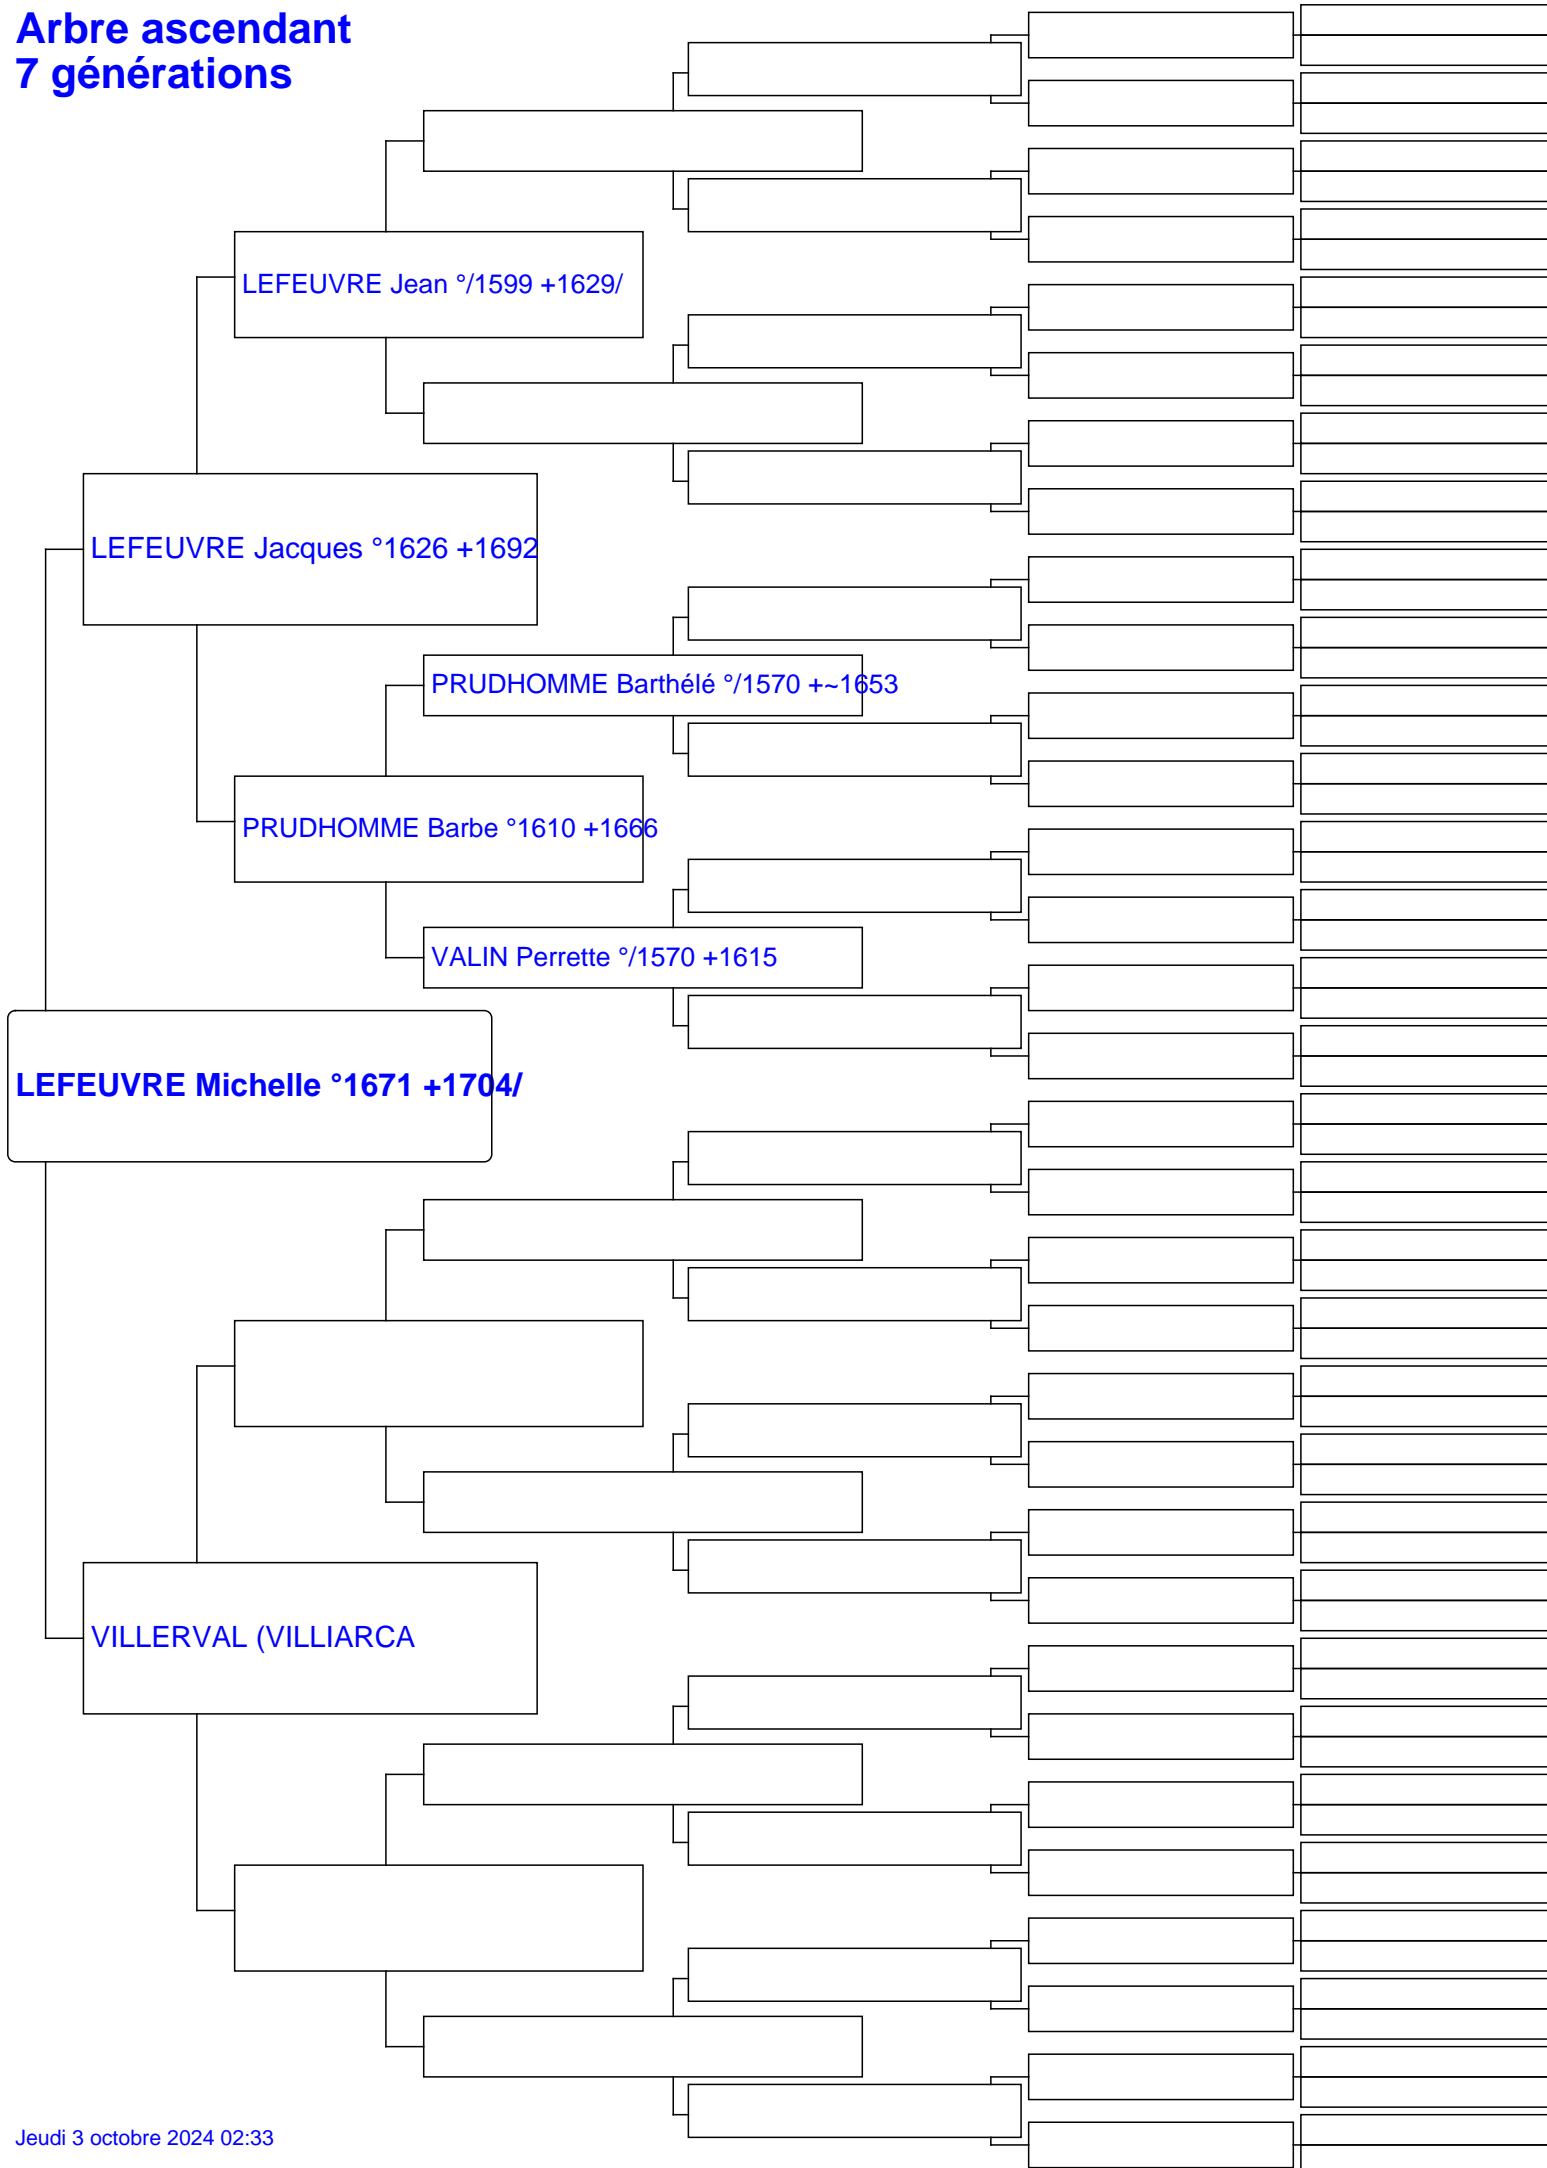 Arbre ascendant
7 générations
LEFEUVRE Jean °/1599 +1629/
LEFEUVRE Jacques °1626 +1692
PRUDHOMME Barthélé °/1570 +~1653
PRUDHOMME Barbe °1610 +1666
VALIN Perrette °/1570 +1615
LEFEUVRE Michelle °1671 +1704/
VILLERVAL (VILLIARCA
Jeudi 3 octobre 2024 02:33